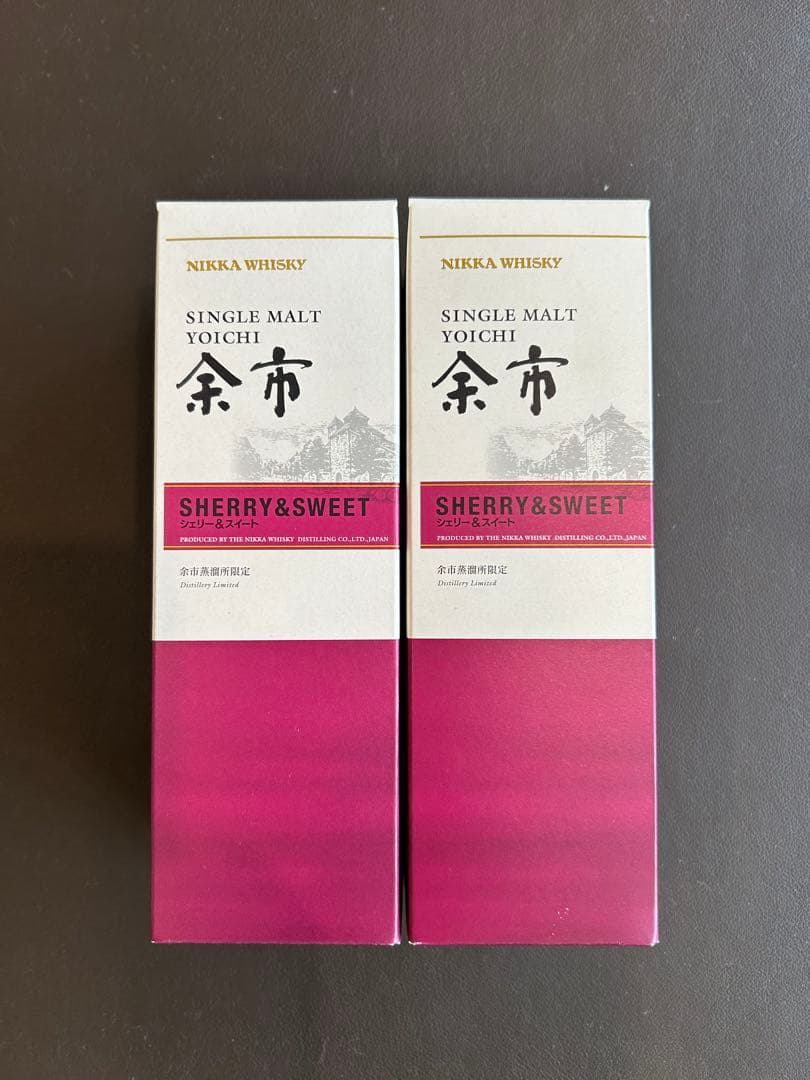 NIKKA WHISKY
SINGLE MALT
YOICHI
余市
SHERRY&SWEET
シェリー&スイート
PRODUCED BY THE NIKKA WHISKY DISTILLING CO.,LTD.,JAPAN
余市蒸溜所限定
Distillery Limited
NIKKA WHISKY
SINGLE MALT
YOICHI
余市
SHERRY&SWEET
シェリー&スイート
PRODUCED BY THE NIKKA WHISKY DISTILLING CO.,LTD.,JAPAN
余市蒸溜所限定
Distillery Limited